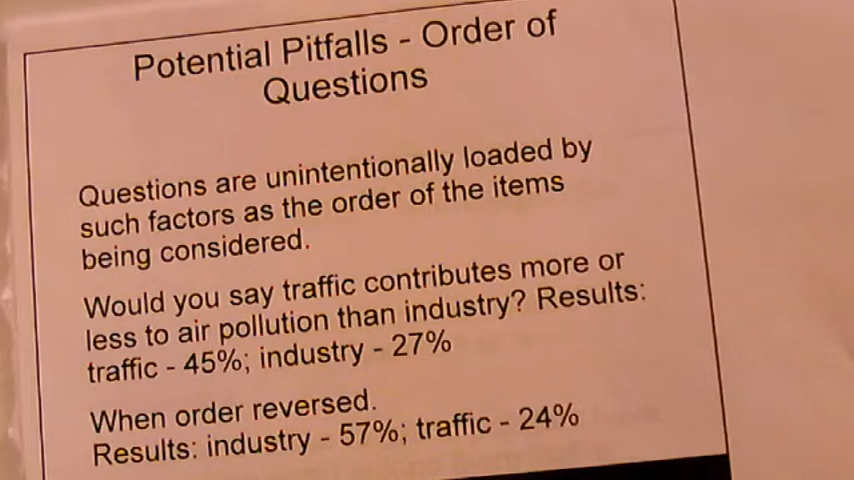 Potential Pitfalls - Order of
Questions
Questions are unintentionally loaded by
such factors as the order of the items
being considered.
Would you say traffic contributes more or
less to air pollution than industry? Results:
traffic - 45%; industry - 27%
When order reversed.
Results: industry - 57%; traffic - 24%